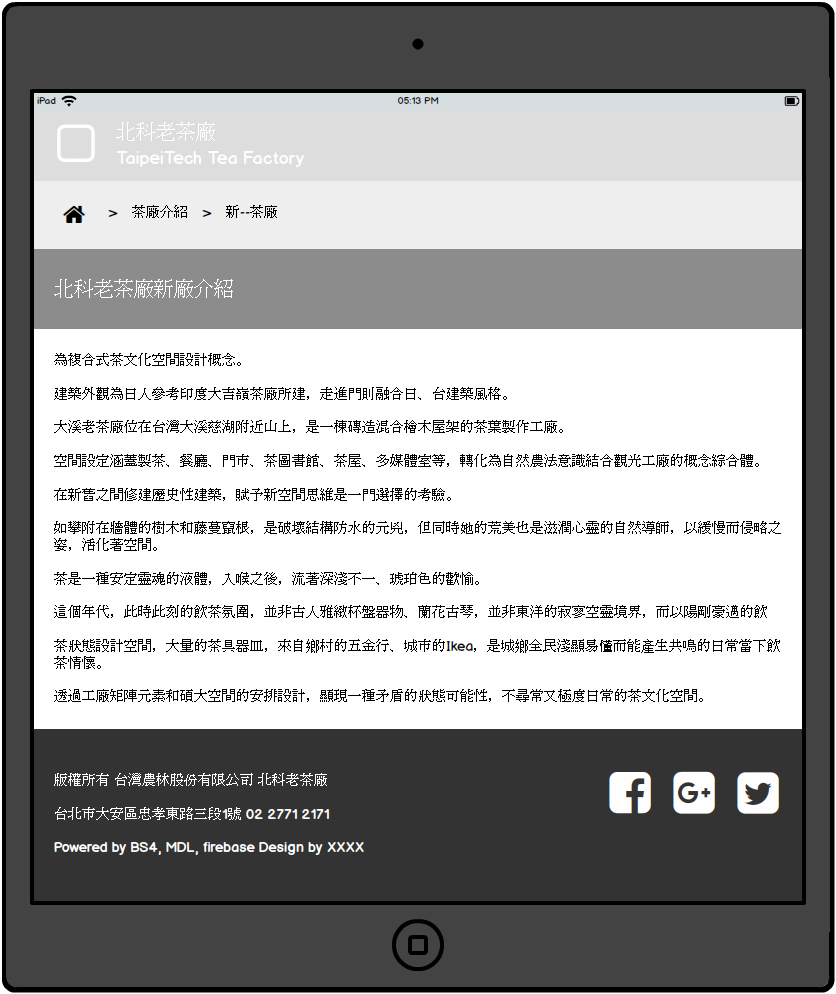 iPad 05:13 PM
北科老茶廠
TaipeiTech Tea Factory
> 茶廠介紹 > 新--茶廠
北科老茶廠新廠介紹
為複合式茶文化空間設計概念。
建築外觀為日人參考印度大吉嶺茶廠所建，走進門則融合日、台建築風格。
大溪老茶廠位在台灣大溪慈湖附近山上，是一棟磚造混合檜木屋架的茶葉製作工廠。
空間設定涵蓋製茶、餐廳、門市、茶圖書館、茶屋、多媒體室等，轉化為自然農法意識結合觀光工廠的概念綜合體。
在新舊之間修建歷史性建築，賦予新空間思維是一門選擇的考驗。
如攀附在牆體的樹木和藤蔓竄根，是破壞結構防水的元兇，但同時她的荒美也是滋潤心靈的自然導師，以緩慢而侵略之
姿，活化著空間。
茶是一種安定靈魂的液體，入喉之後，流著深淺不一、琥珀色的歡愉。
這個年代，此時此刻的飲茶氛圍，並非古人雅緻杯盤器物、蘭花古琴，並非東洋的寂寥空靈境界，而以陽剛豪邁的飲
茶狀態設計空間，大量的茶具器皿，來自鄉村的五金行、城市的Ikea，是城鄉全民淺顯易懂而能產生共鳴的日常當下飲
茶情懷。
透過工廠矩陣元素和碩大空間的安排設計，顯現一種矛盾的狀態可能性，不尋常又極度日常的茶文化空間。
版權所有 台灣農林股份有限公司 北科老茶廠
台北市大安區忠孝東路三段1號 02 2771 2171
Powered by BS4, MDL, firebase Design by XXXX